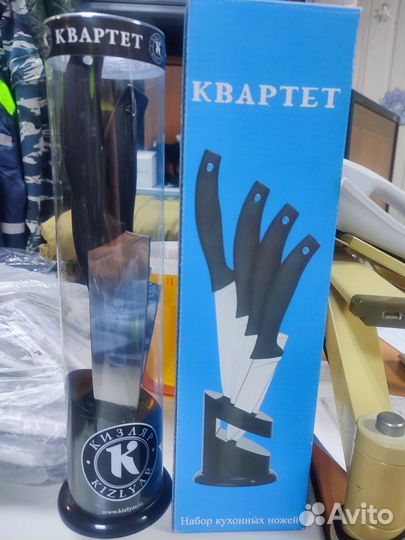 КВАРТЕТ
К
КИЗЛЯР
К
KIZLYAR
www.kizlyar.ru
КВАРТЕТ
Набор кухонных ножей
Avito